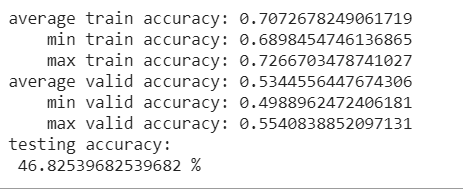 average train accuracy: 0.7072678249061719
min train accuracy: 0.6898454746136865
max train accuracy: 0.7266703478741027
average valid accuracy: 0.5344556447674306
min valid accuracy: 0.4988962472406181
max valid accuracy: 0.5540838852097131
testing accuracy:
46.82539682539682 %